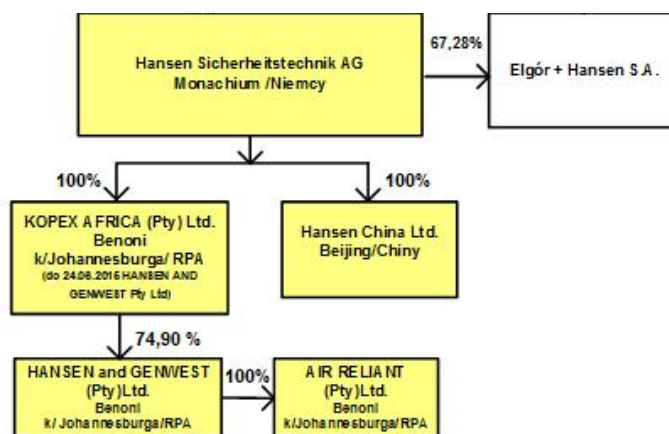 Hansen Sicherheitstechnik AG
Monachium /Niemcy
67,28%
Elgór + Hansen S.A.
100%
100%
KOPEX AFRICA (Pty) Ltd.
Benoni
k/Johannesburga/ RPA
(do 24.06.2015 HANSEN AND
GENWEST Pty Ltd)
Hansen China Ltd.
Beijing/Chiny
74,90 %
HANSEN and GENWEST
(Pty)Ltd.
Benoni
k/ Johannesburga/RPA
100%
AIR RELIANT
(Pty)Ltd.
Benoni
k/Johannesburga/RPA